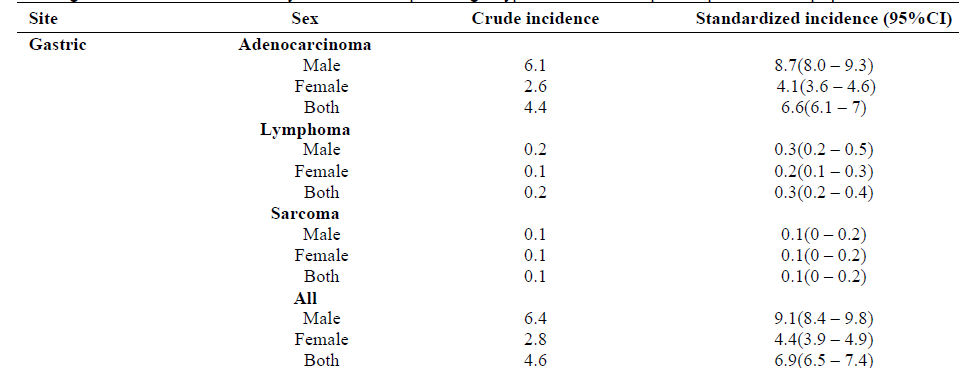 Site Sex Crude incidence Standardized incidence (95%CI)
Gastric Adenocarcinoma
Male 6.1 8.7(8.0 – 9.3)
Female 2.6 4.1(3.6 – 4.6)
Both 4.4 6.6(6.1 – 7)
Lymphoma
Male 0.2 0.3(0.2 – 0.5)
Female 0.1 0.2(0.1 – 0.3)
Both 0.2 0.3(0.2 – 0.4)
Sarcoma
Male 0.1 0.1(0 – 0.2)
Female 0.1 0.1(0 – 0.2)
Both 0.1 0.1(0 – 0.2)
All
Male 6.4 9.1(8.4 – 9.8)
Female 2.8 4.4(3.9 – 4.9)
Both 4.6 6.9(6.5 – 7.4)